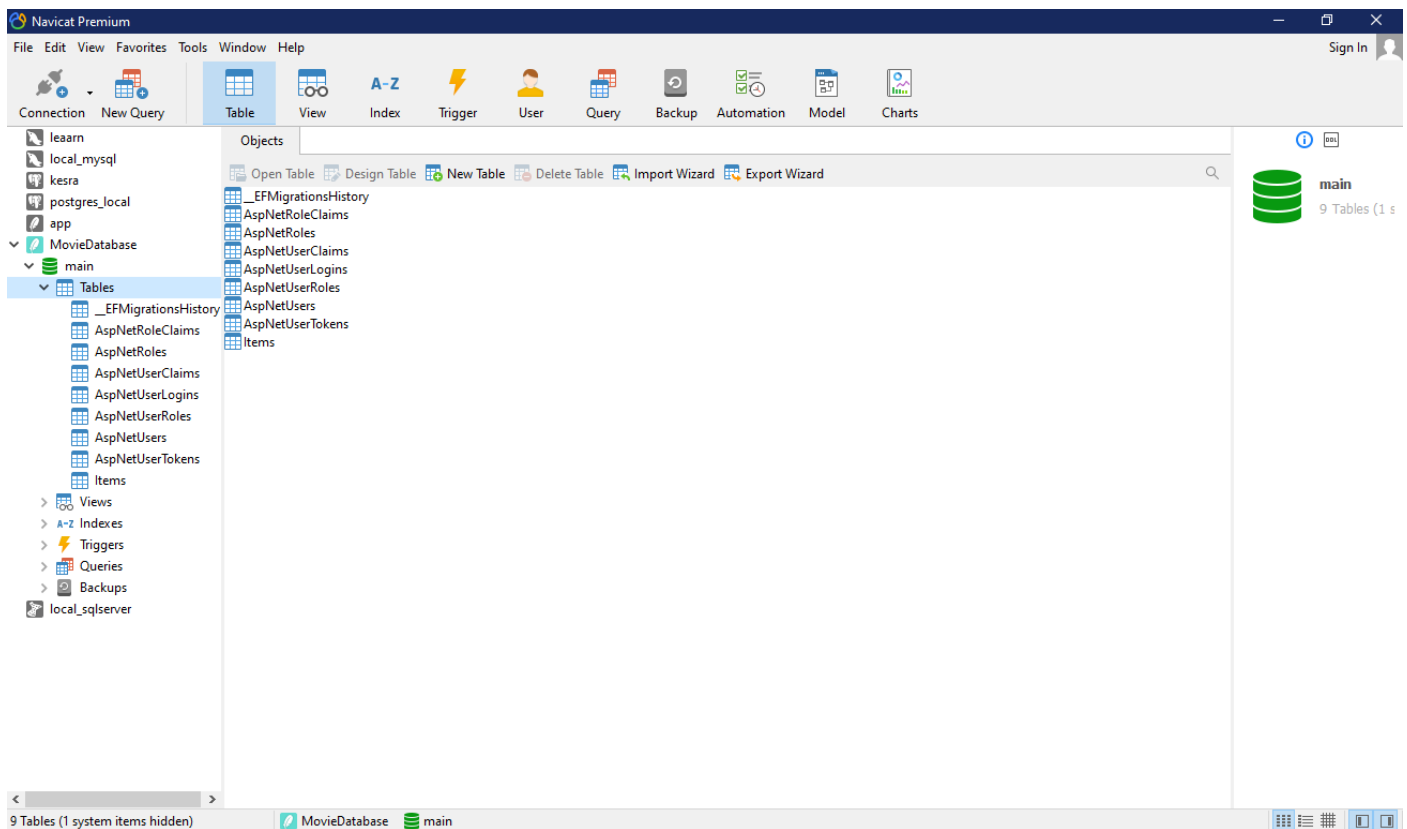 Navicat Premium
File Edit View Favorites Tools Window Help
Sign In
Connection New Query Table View Index Trigger User Query Backup Automation Model Charts
A-Z
leaarn
local_mysql
kesra
postgres_local
app
MovieDatabase
main
Tables
__EFMigrationsHistory
AspNetRoleClaims
AspNetRoles
AspNetUserClaims
AspNetUserLogins
AspNetUserRoles
AspNetUsers
AspNetUserTokens
Items
Views
A-Z Indexes
Triggers
Queries
Backups
local_sqlserver
Objects
Open Table Design Table New Table Delete Table Import Wizard Export Wizard
__EFMigrationsHistory
AspNetRoleClaims
AspNetRoles
AspNetUserClaims
AspNetUserLogins
AspNetUserRoles
AspNetUsers
AspNetUserTokens
Items
DDL
main
9 Tables (1 s
9 Tables (1 system items hidden) MovieDatabase main